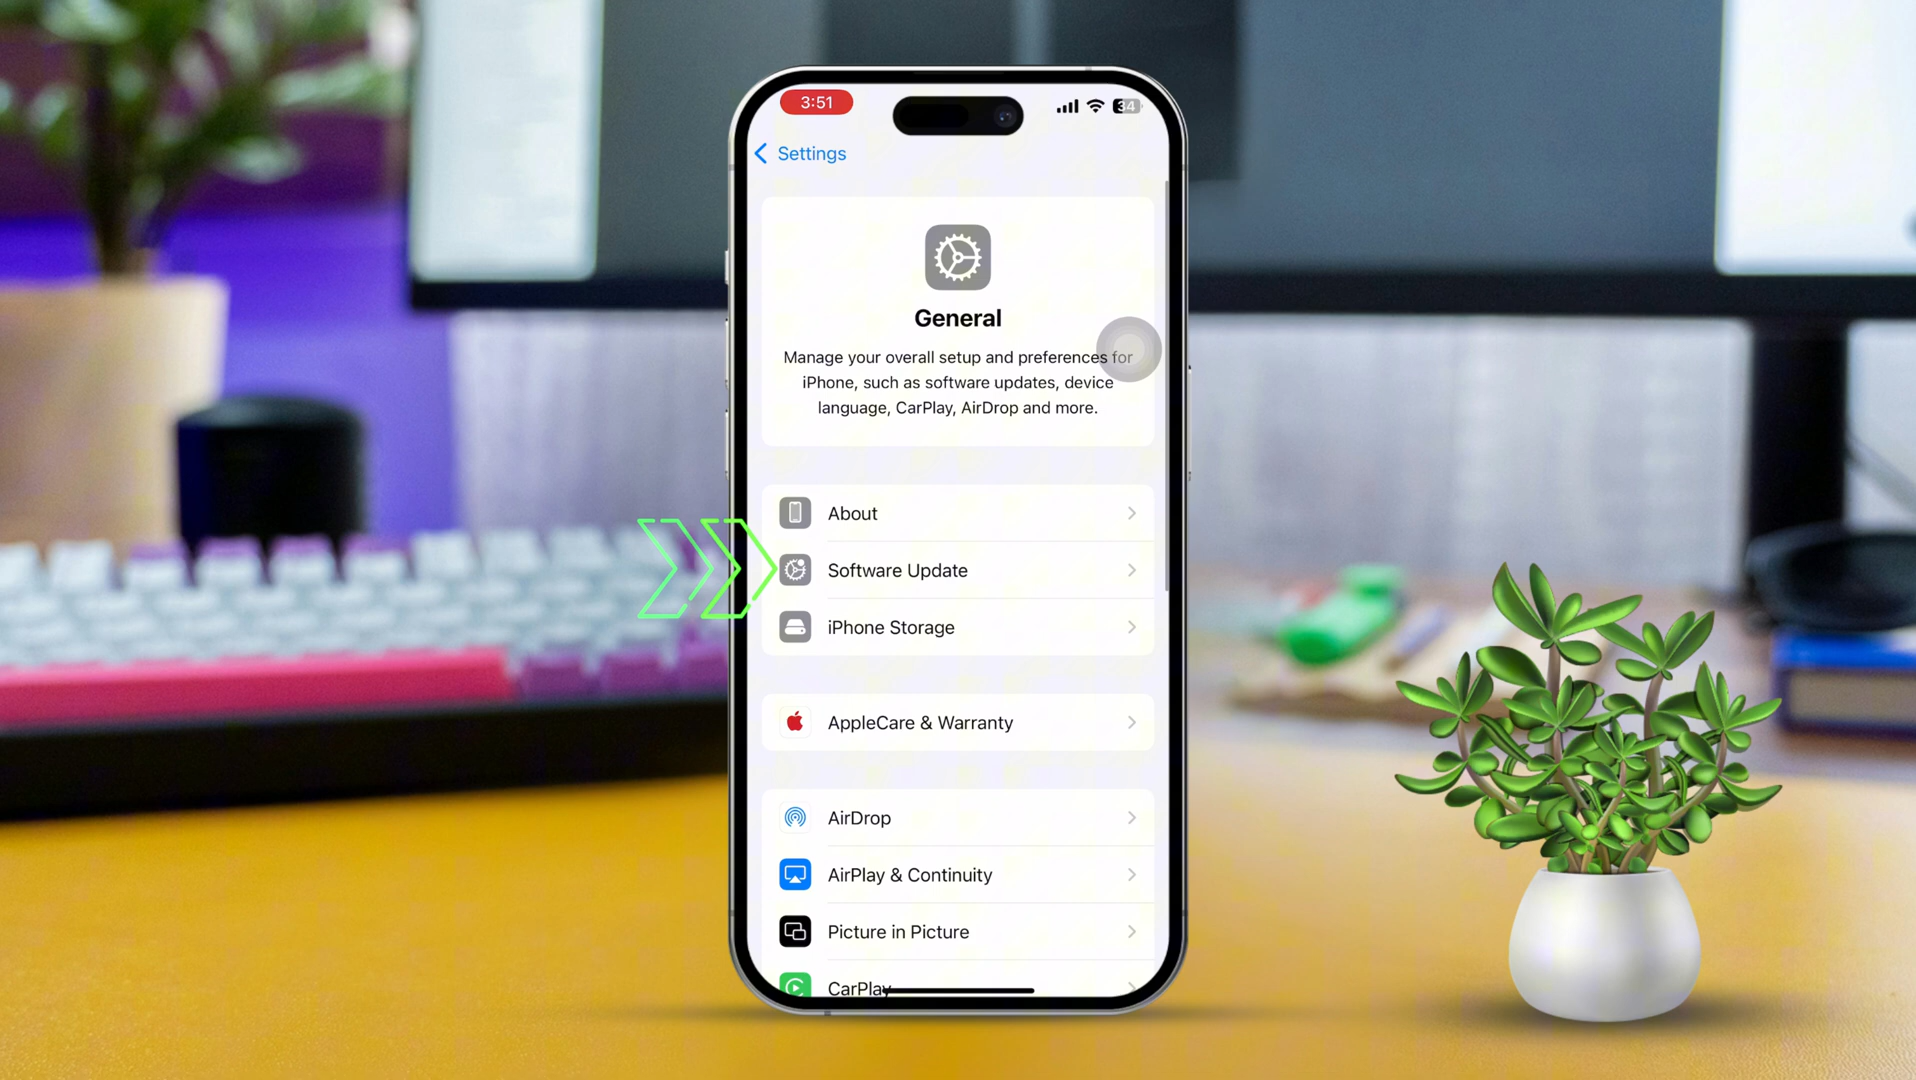 3:51
34
Settings
General
Manage your overall setup and preferences for
iPhone, such as software updates, device
language, CarPlay, AirDrop and more.
About
Software Update
iPhone Storage
AppleCare & Warranty
AirDrop
AirPlay & Continuity
Picture in Picture
CarPlay